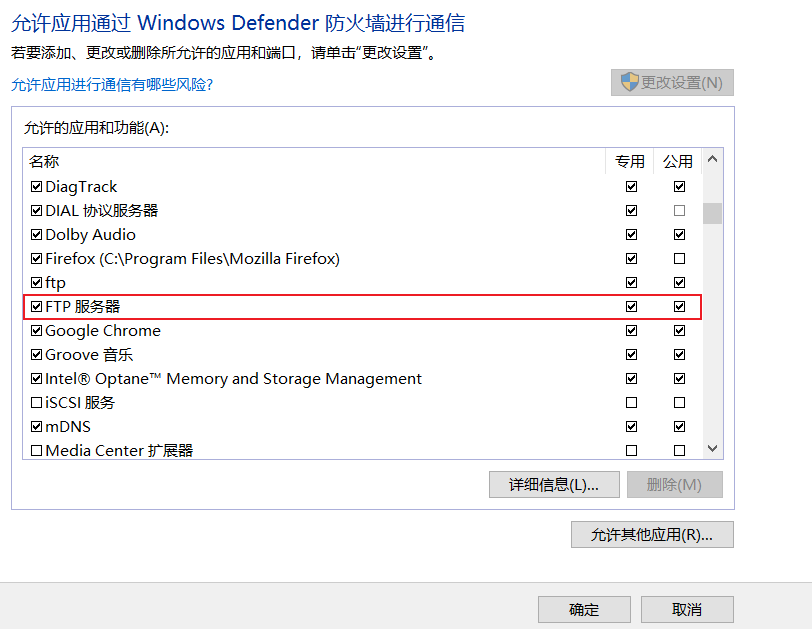 允许应用通过 Windows Defender 防火墙进行通信
若要添加、更改或删除所允许的应用和端口，请单击“更改设置”。
允许应用进行通信有哪些风险?
更改设置(N)
允许的应用和功能(A):
名称 专用 公用
DiagTrack
DIAL 协议服务器
Dolby Audio
Firefox (C:\Program Files\Mozilla Firefox)
ftp
FTP 服务器
Google Chrome
Groove 音乐
Intel® Optane™ Memory and Storage Management
iSCSI 服务
mDNS
Media Center 扩展器
详细信息(L)... 删除(M)
允许其他应用(R)...
确定 取消